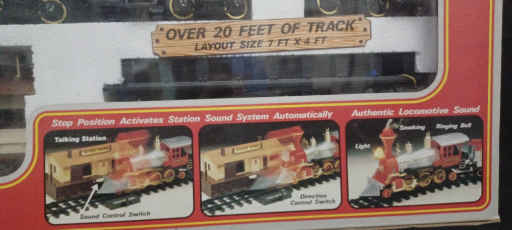 OVER 20 FEET OF TRACK
LAYOUT SIZE 7 FT X 4 FT
Stop Position Activates Station Sound System Automatically
Authentic Locomotive Sound
Talking Station
Sound Control Switch
Direction
Control Switch
Light
Smoking
Ringing Bell